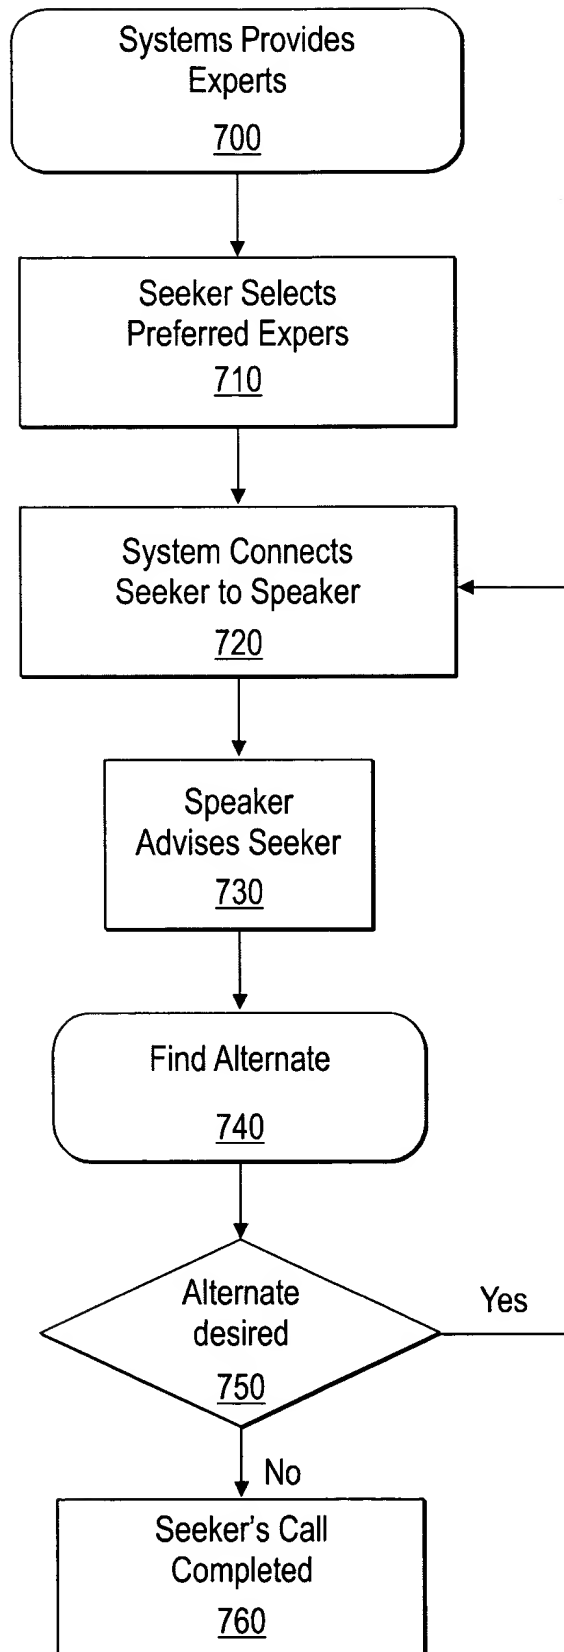 Systems Provides
Experts
700
Seeker Selects
Preferred Expers
710
System Connects
Seeker to Speaker
720
Speaker
Advises Seeker
730
Find Alternate
740
Alternate
desired
750
Yes
No
Seeker's Call
Completed
760